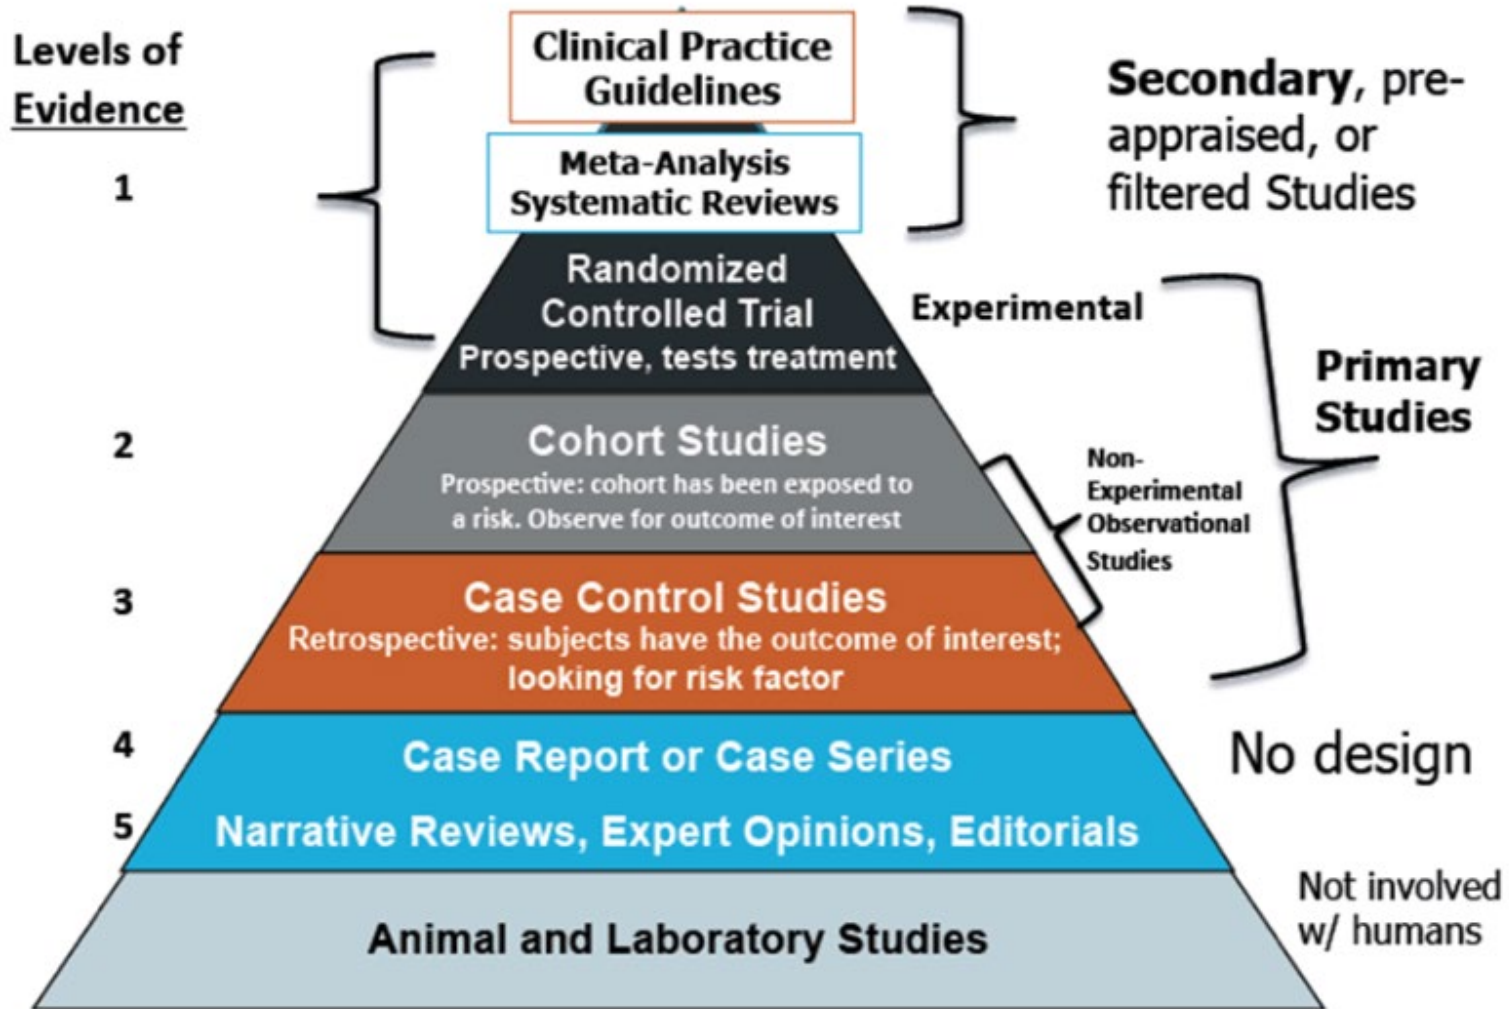 Levels of
Evidence
1
2
3
4
5
Clinical Practice
Guidelines
Meta-Analysis
Systematic Reviews
Randomized
Controlled Trial
Prospective, tests treatment
Cohort Studies
Prospective: cohort has been exposed to
a risk. Observe for outcome of interest
Case Control Studies
Retrospective: subjects have the outcome of interest;
looking for risk factor
Case Report or Case Series
Narrative Reviews, Expert Opinions, Editorials
Animal and Laboratory Studies
Secondary, pre-
appraised, or
filtered Studies
Experimental
Primary
Studies
Non-
Experimental
Observational
Studies
No design
Not involved
w/ humans